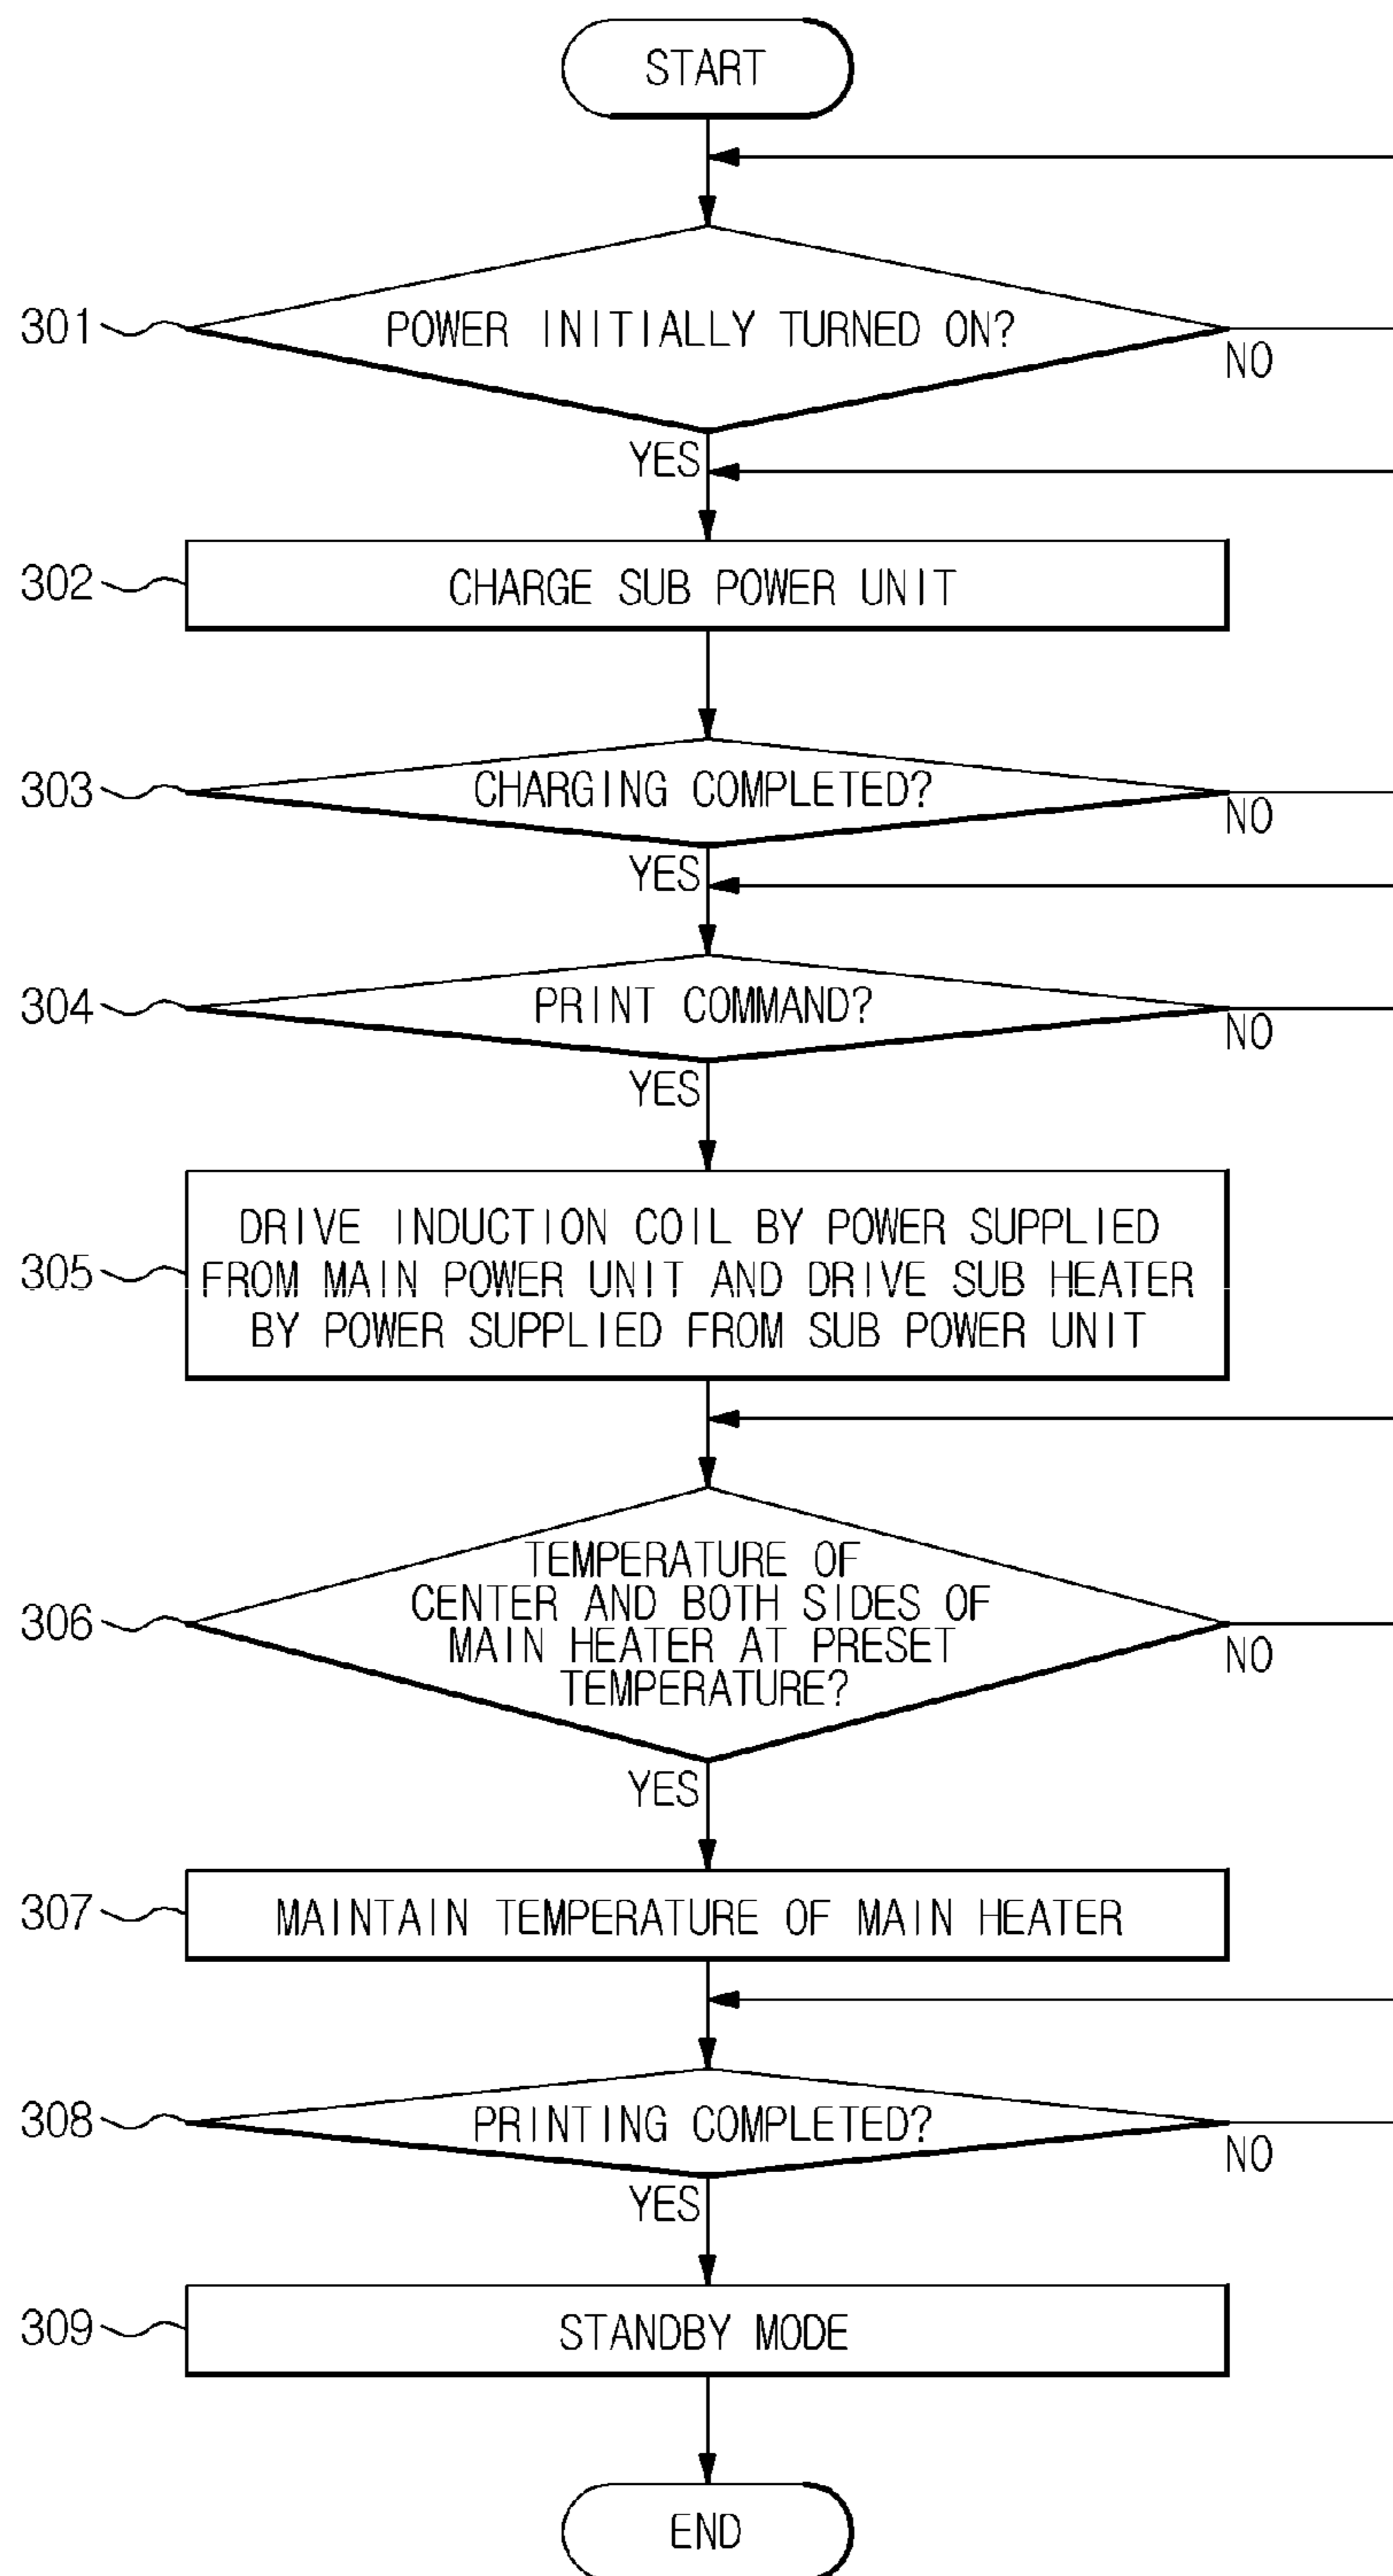 START
301
POWER INITIALLY TURNED ON?
NO
YES
302
CHARGE SUB POWER UNIT
303
CHARGING COMPLETED?
NO
YES
304
PRINT COMMAND?
NO
YES
305
DRIVE INDUCTION COIL BY POWER SUPPLIED
FROM MAIN POWER UNIT AND DRIVE SUB HEATER
BY POWER SUPPLIED FROM SUB POWER UNIT
306
TEMPERATURE OF
CENTER AND BOTH SIDES OF
MAIN HEATER AT PRESET
TEMPERATURE?
NO
YES
307
MAINTAIN TEMPERATURE OF MAIN HEATER
308
PRINTING COMPLETED?
NO
YES
309
STANDBY MODE
END